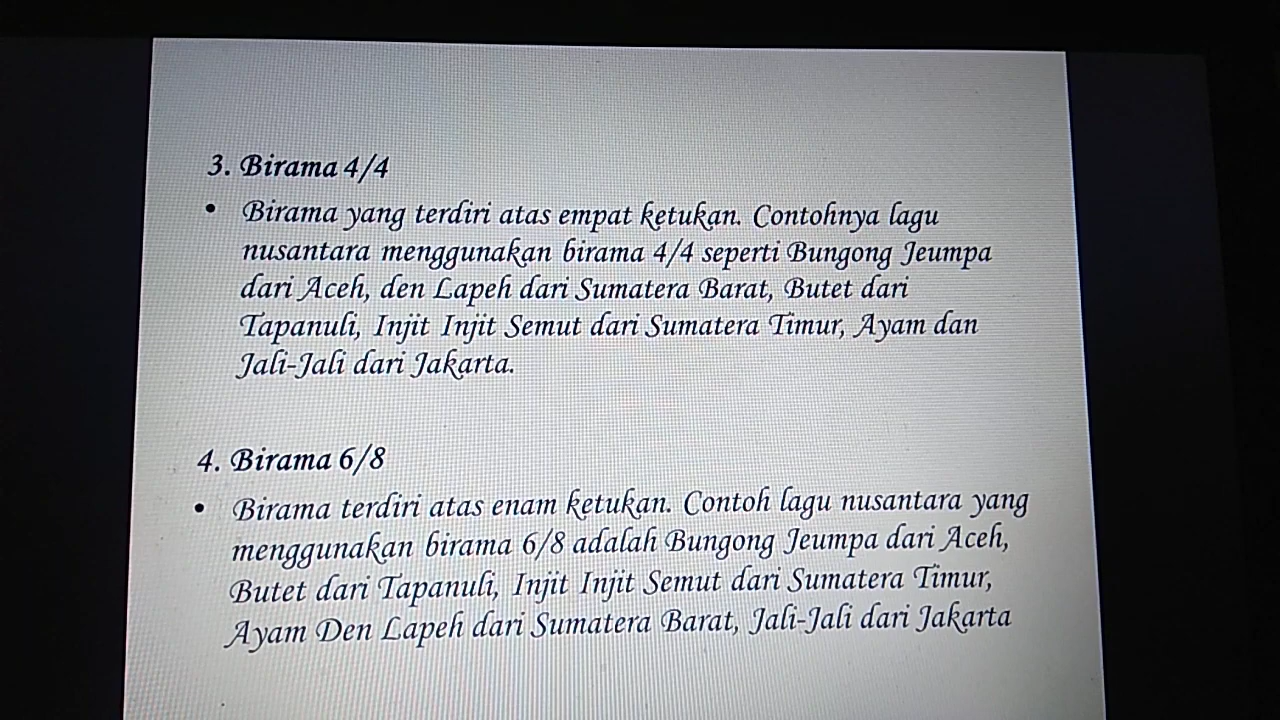 3. Birama 4/4
• Birama yang terdiri atas empat ketukan. Contohnya lagu
nusantara menggunakan birama 4/4 seperti Bungong Jeumpa
dari Aceh, den Lapeh dari Sumatera Barat, Butet dari
Tapanuli, Injit Injit Semut dari Sumatera Timur, Ayam dan
Jali-Jali dari Jakarta.
4. Birama 6/8
• Birama terdiri atas enam ketukan. Contoh lagu nusantara yang
menggunakan birama 6/8 adalah Bungong Jeumpa dari Aceh,
Butet dari Tapanuli, Injit Injit Semut dari Sumatera Timur,
Ayam Den Lapeh dari Sumatera Barat, Jali-Jali dari Jakarta